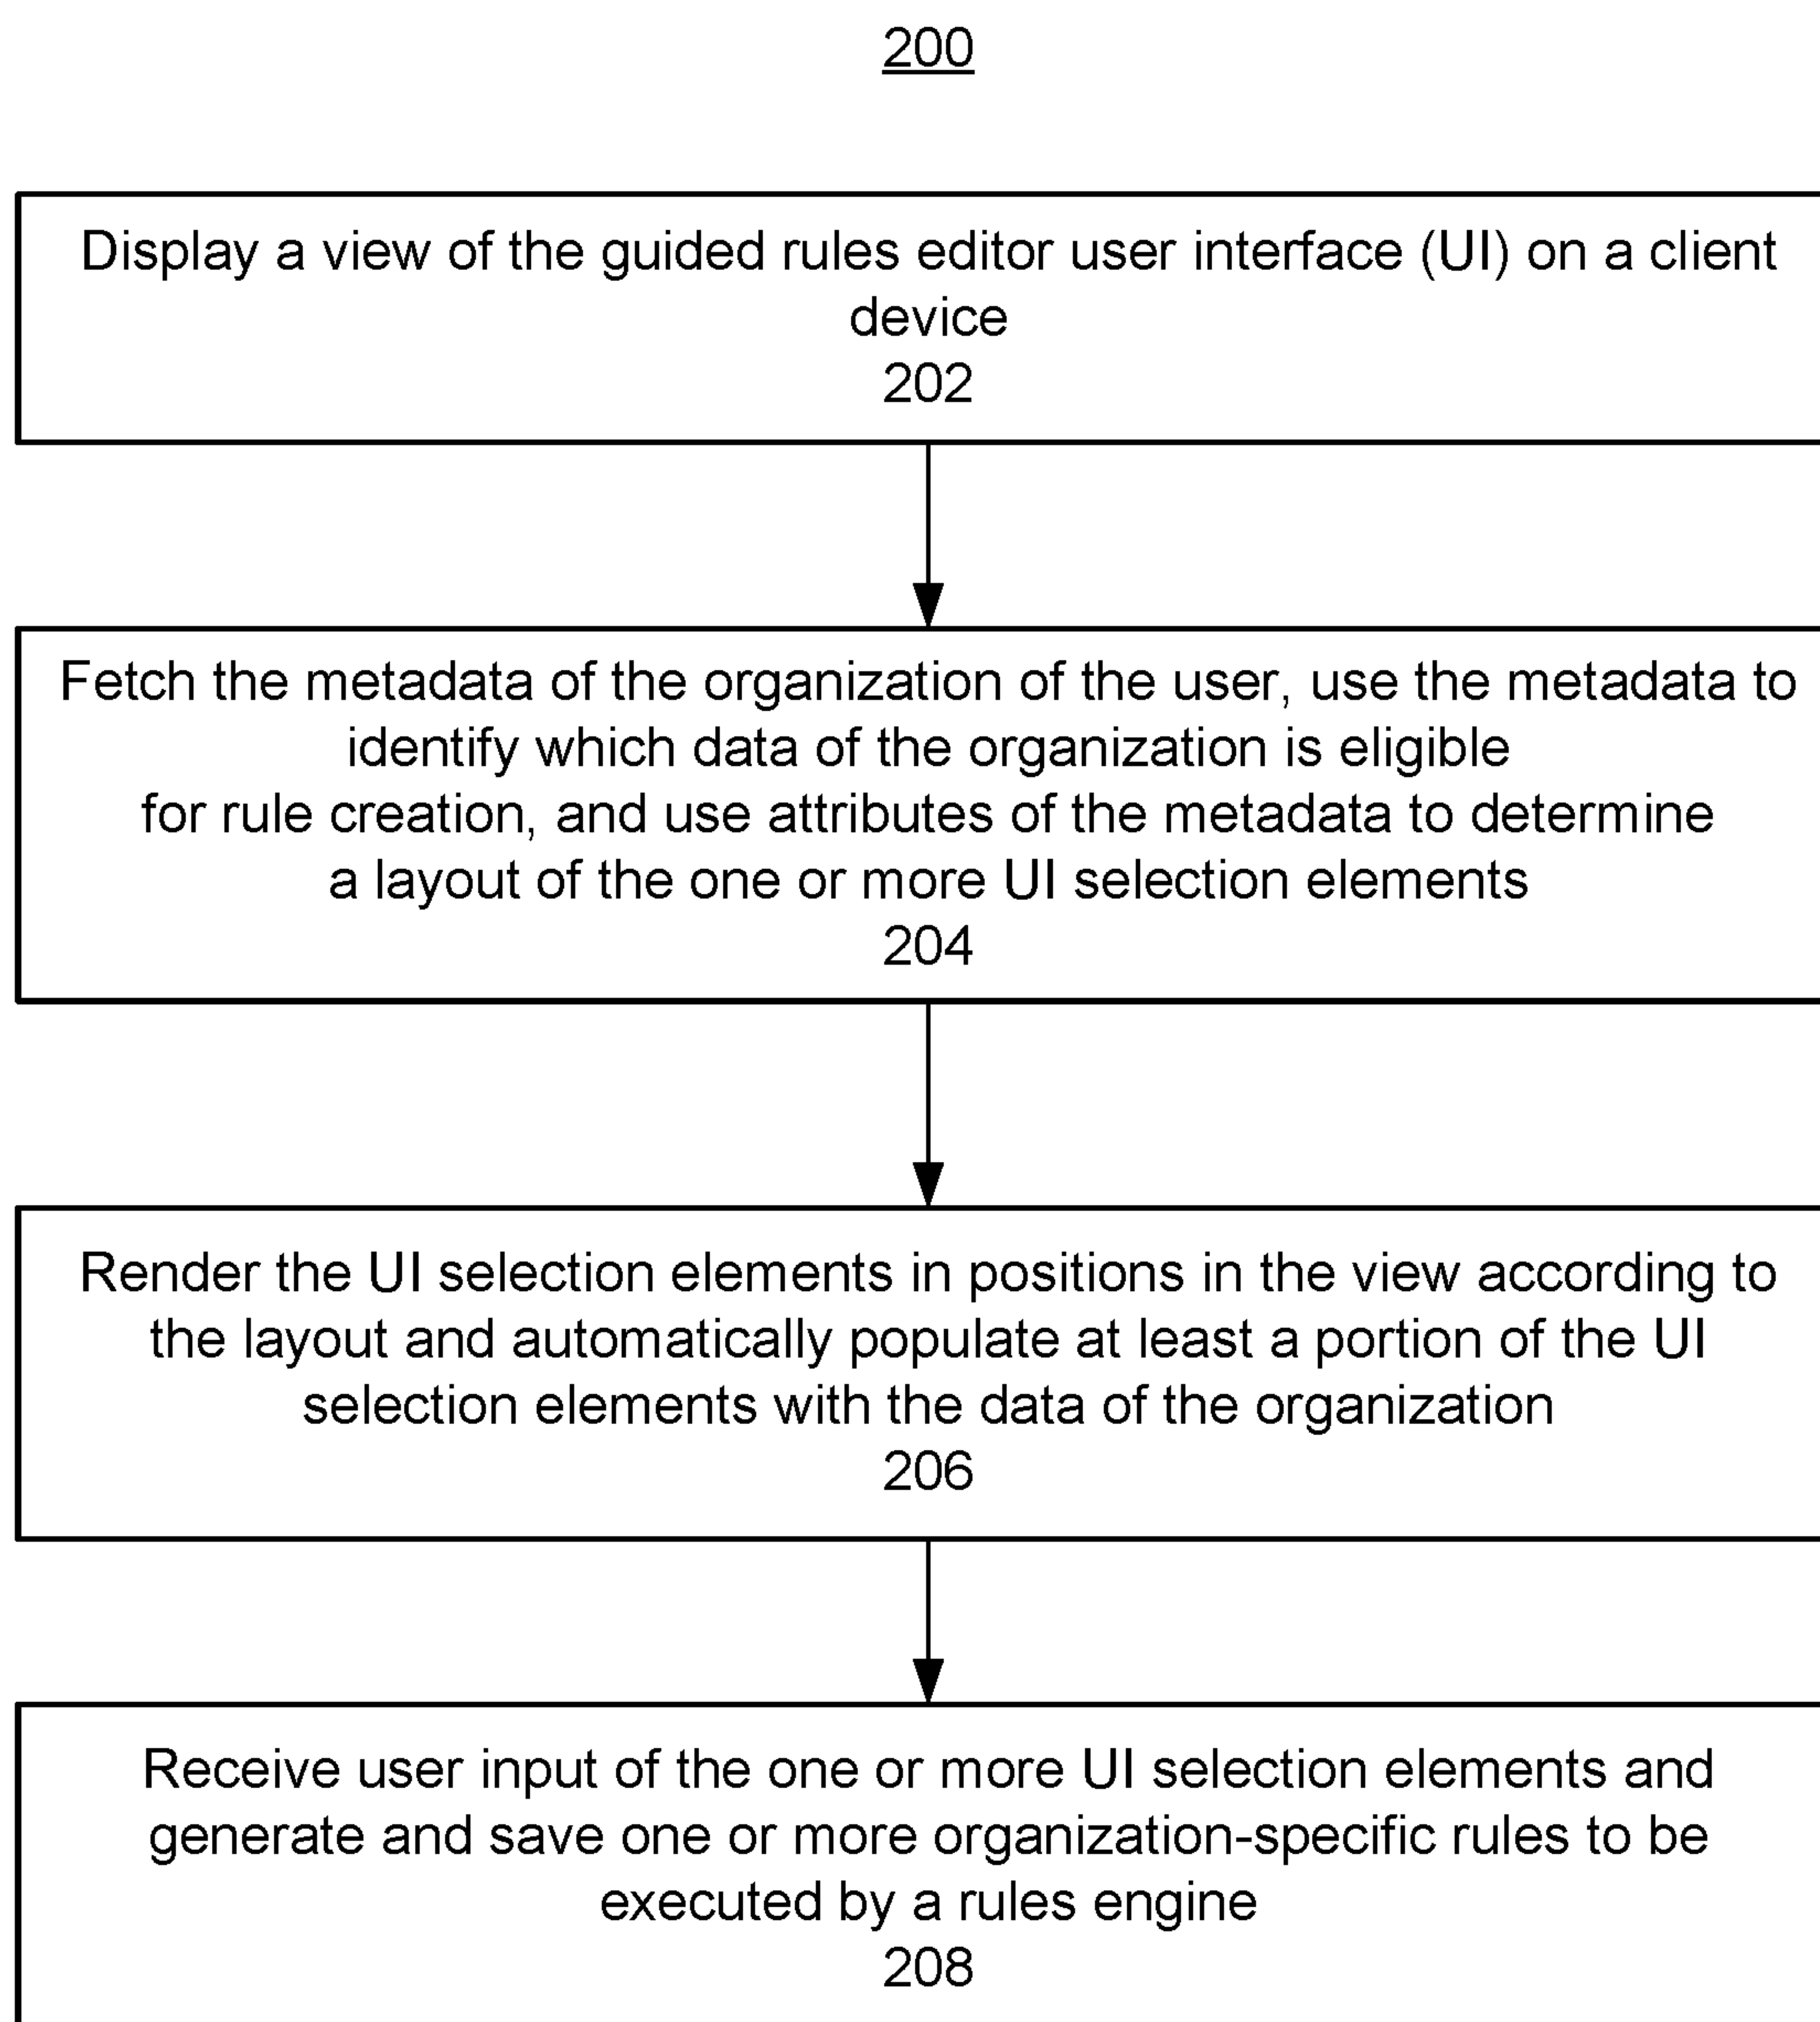 200
Display a view of the guided rules editor user interface (UI) on a client
device
202
Fetch the metadata of the organization of the user, use the metadata to
identify which data of the organization is eligible
for rule creation, and use attributes of the metadata to determine
a layout of the one or more UI selection elements
204
Render the UI selection elements in positions in the view according to
the layout and automatically populate at least a portion of the UI
selection elements with the data of the organization
206
Receive user input of the one or more UI selection elements and
generate and save one or more organization-specific rules to be
executed by a rules engine
208